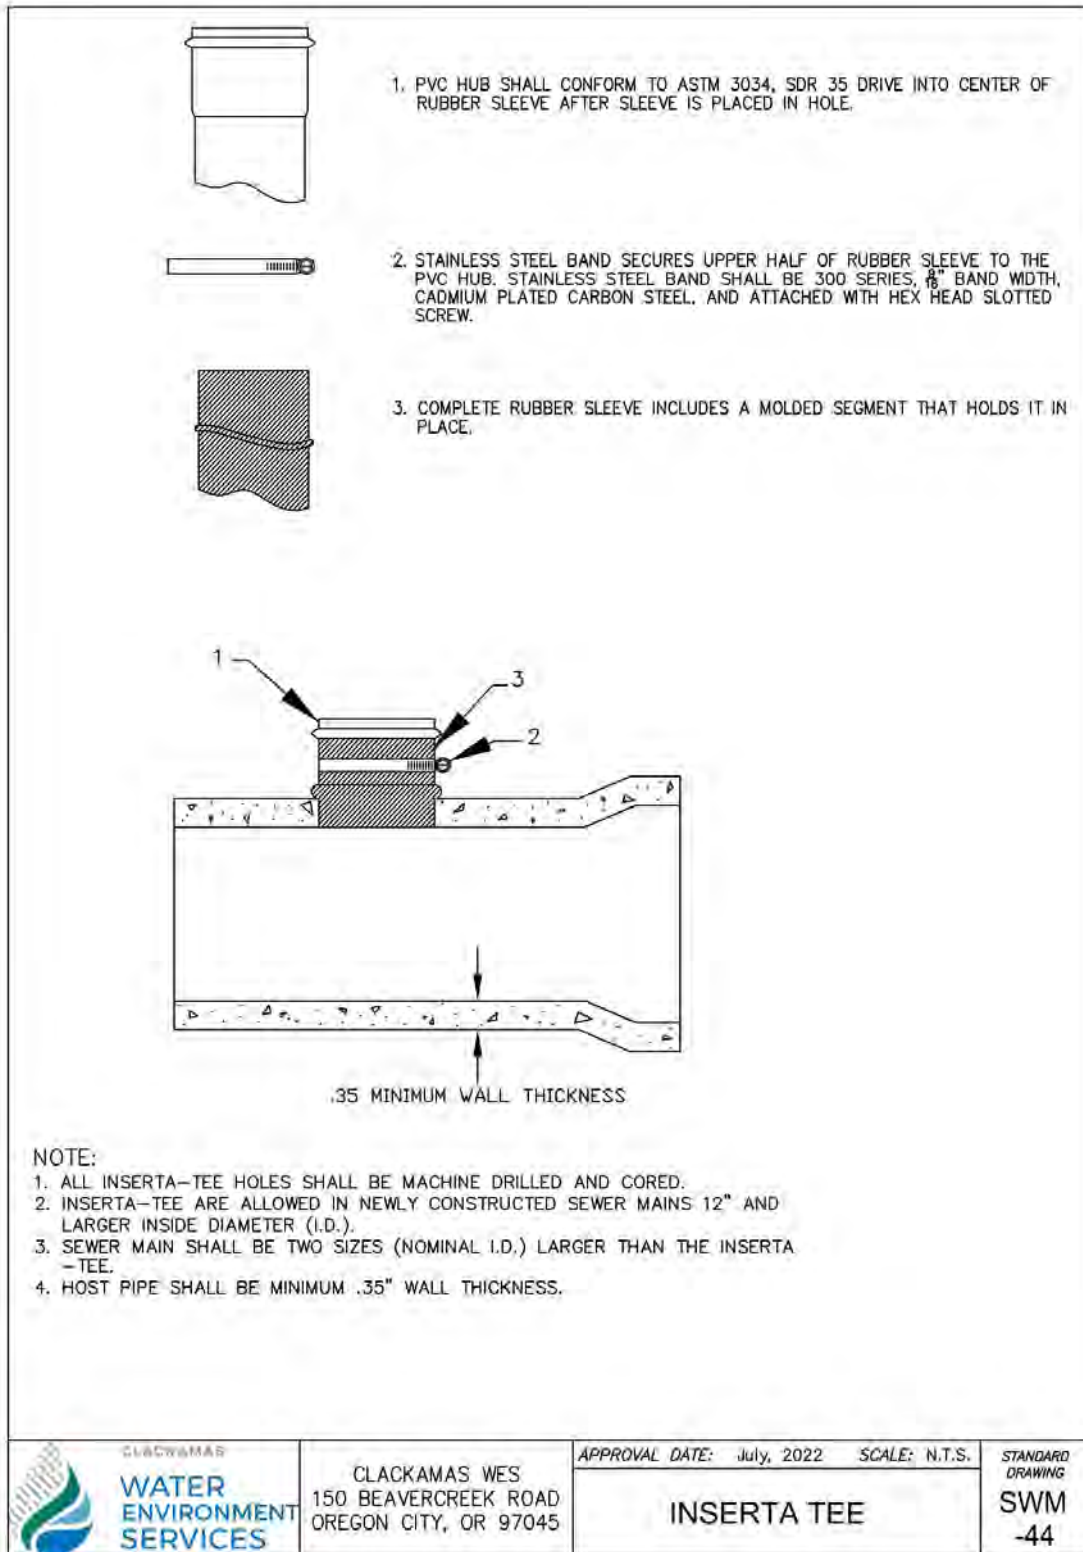 1. PVC HUB SHALL CONFORM TO ASTM 3034, SDR 35 DRIVE INTO CENTER OF
RUBBER SLEEVE AFTER SLEEVE IS PLACED IN HOLE.
2. STAINLESS STEEL BAND SECURES UPPER HALF OF RUBBER SLEEVE TO THE
PVC HUB. STAINLESS STEEL BAND SHALL BE 300 SERIES, BAND WIDTH,
CADMIUM PLATED CARBON STEEL, AND ATTACHED WITH HEX HEAD SLOTTED
SCREW.
3. COMPLETE RUBBER SLEEVE INCLUDES A MOLDED SEGMENT THAT HOLDS IT IN
PLACE.
1
3
2
.35 MINIMUM WALL THICKNESS
NOTE:
1. ALL INSERTA-TEE HOLES SHALL BE MACHINE DRILLED AND CORED.
2. INSERTA-TEE ARE ALLOWED IN NEWLY CONSTRUCTED SEWER MAINS 12" AND
LARGER INSIDE DIAMETER (I.D.).
3. SEWER MAIN SHALL BE TWO SIZES (NOMINAL I.D.) LARGER THAN THE INSERTA
-TEE.
4. HOST PIPE SHALL BE MINIMUM .35" WALL THICKNESS.
CLACKAMAS
WATER
ENVIRONMENT
SERVICES
CLACKAMAS WES
150 BEAVERCREEK ROAD
OREGON CITY, OR 97045
APPROVAL DATE: July, 2022 SCALE: N.T.S.
INSERTA TEE
STANDARD
DRAWING
SWM
-44